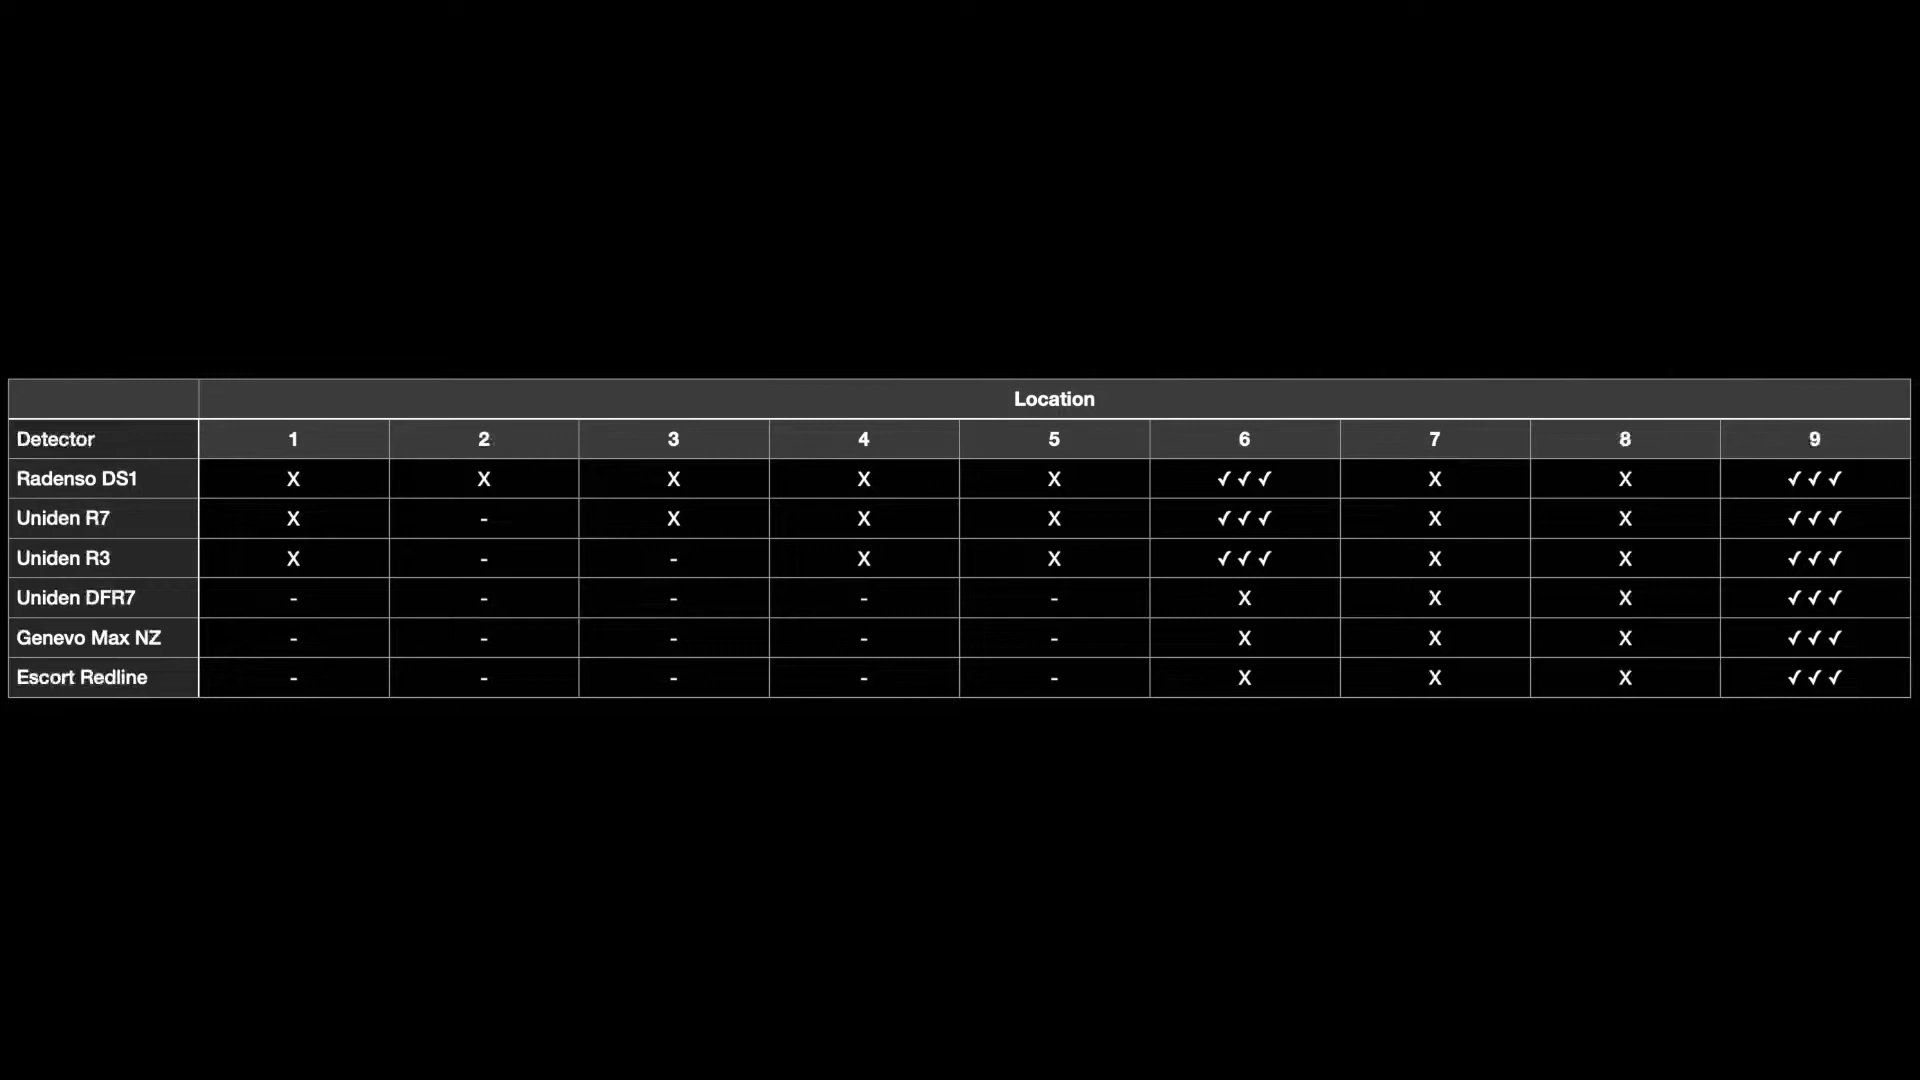 Location
Detector 1 2 3 4 5 6 7 8 9
Radenso DS1 X X X X X ✓✓✓ X X ✓✓✓
Uniden R7 X - X X X ✓✓✓ X X ✓✓✓
Uniden R3 X - - X X ✓✓✓ X X ✓✓✓
Uniden DFR7 - - - - - X X X ✓✓✓
Genevo Max NZ - - - - - X X X ✓✓✓
Escort Redline - - - - - X X X ✓✓✓